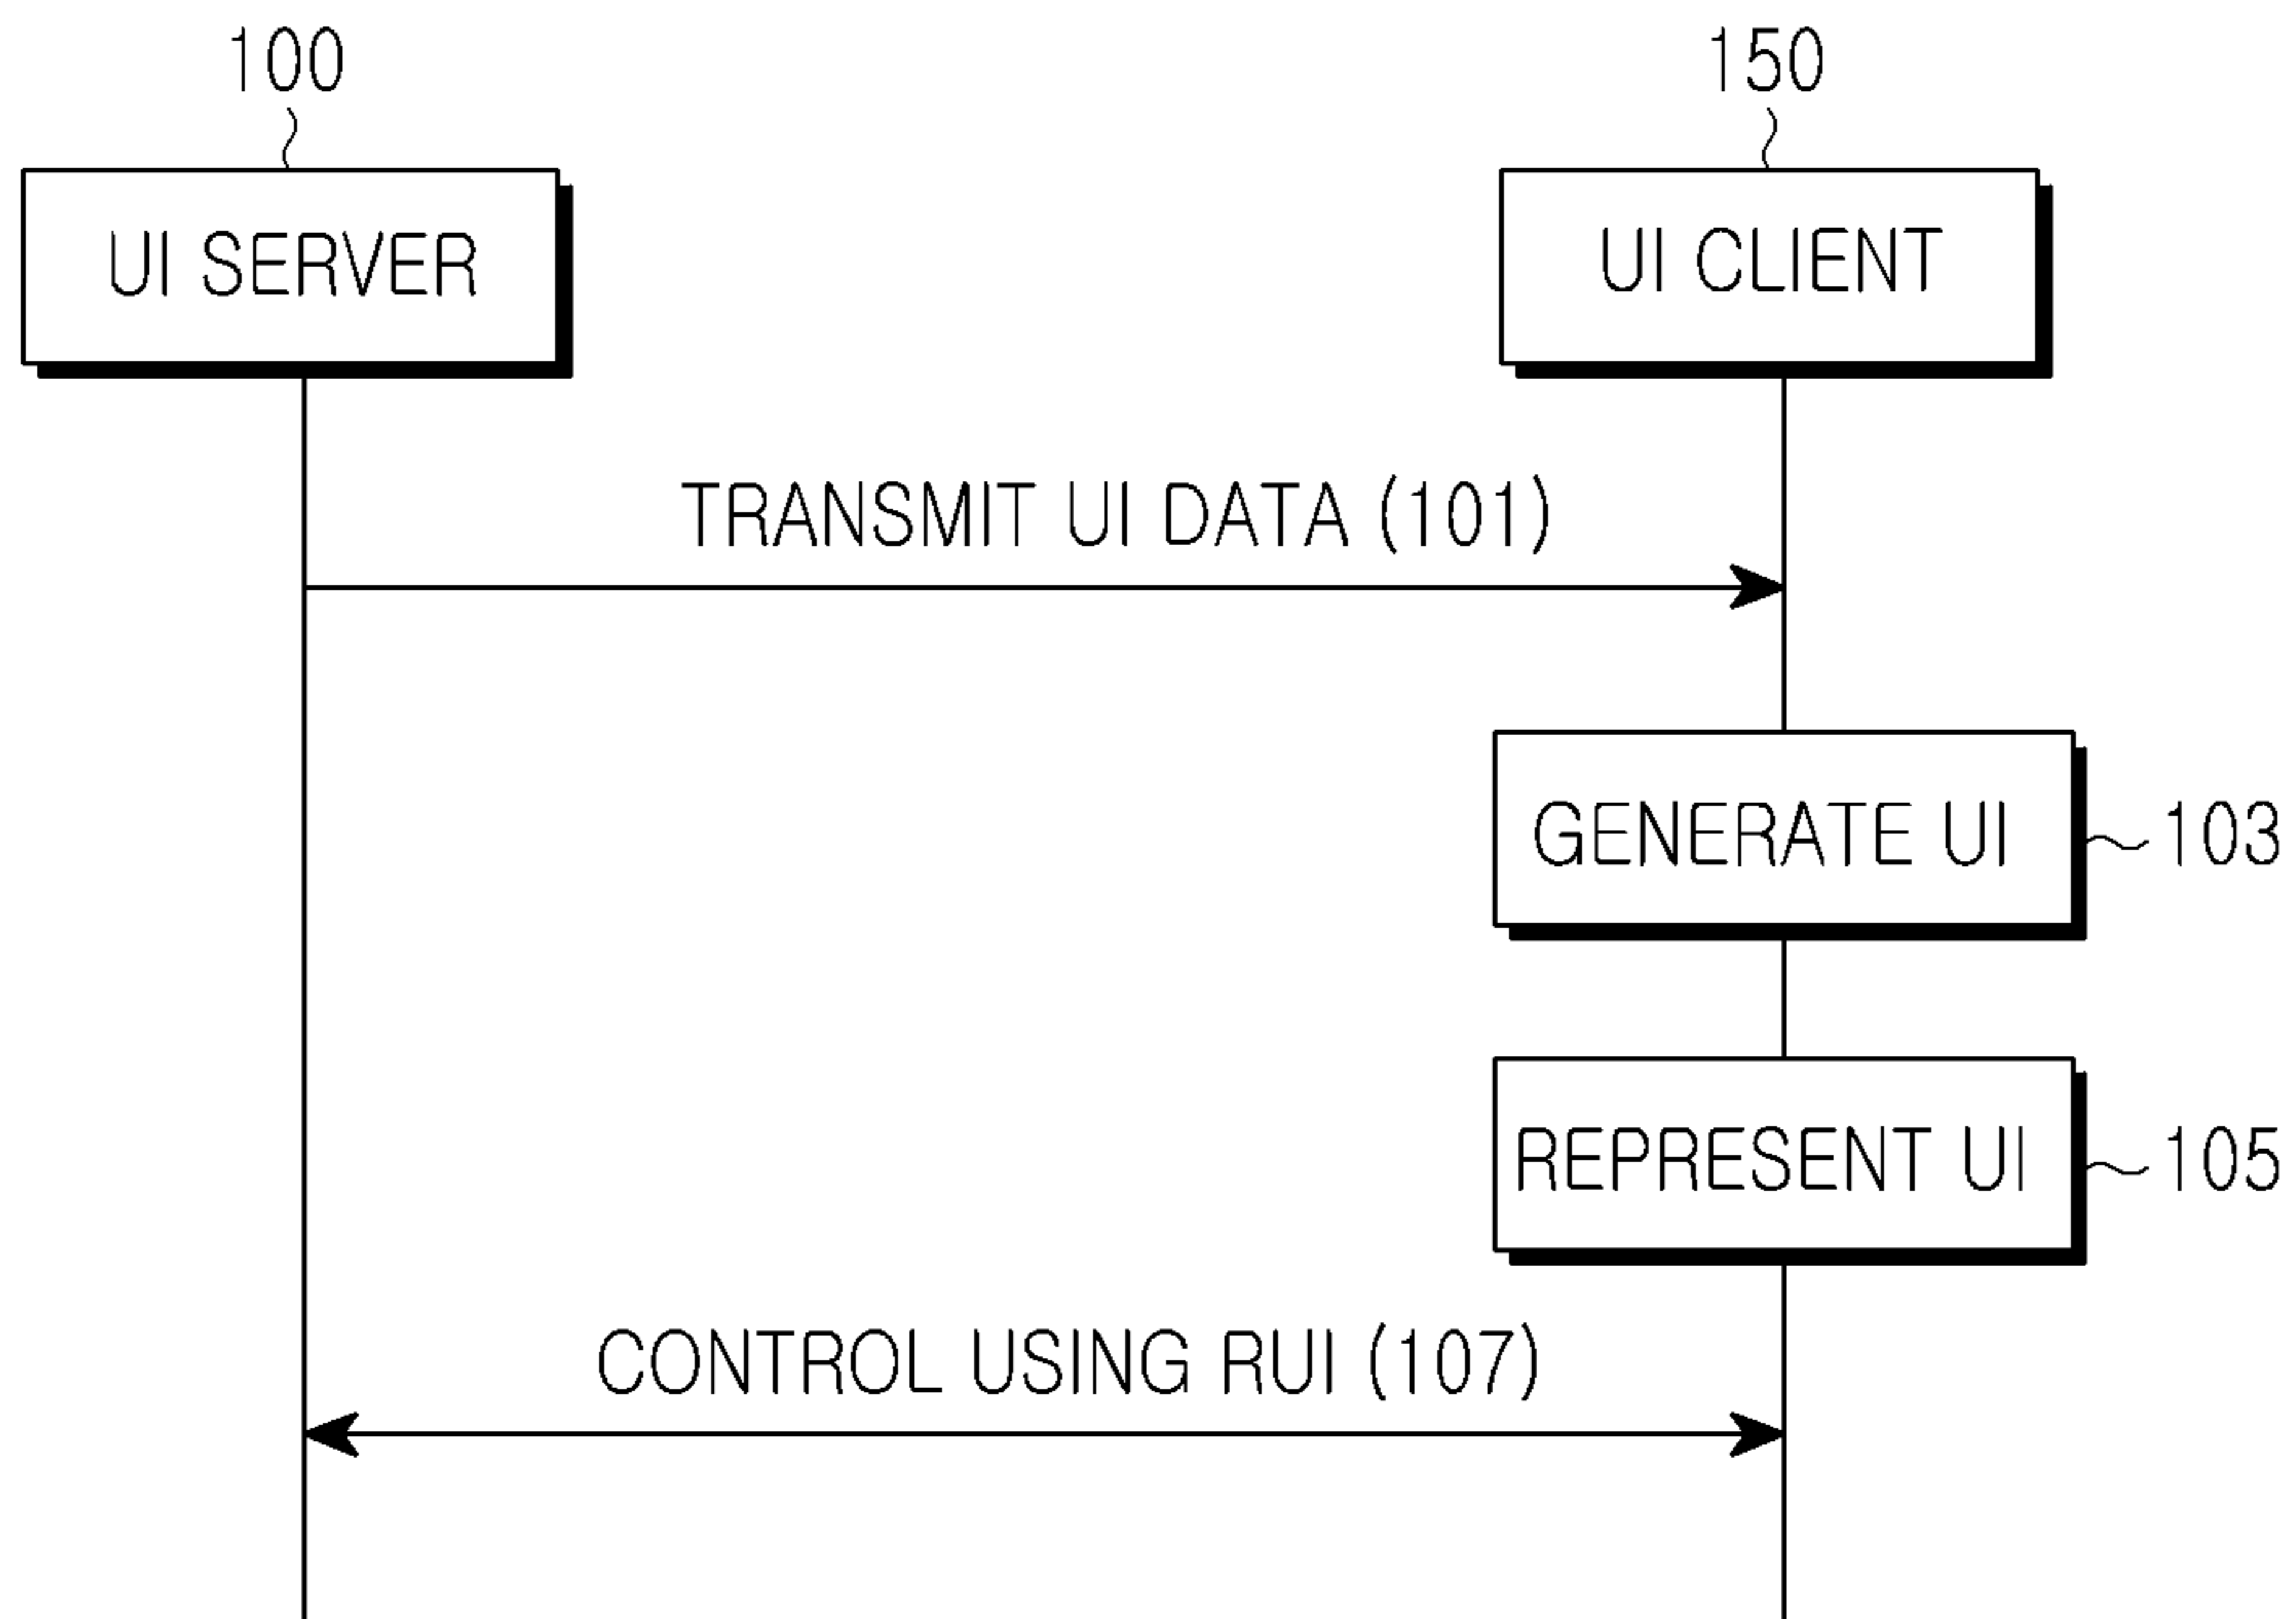 100
150
UI SERVER
UI CLIENT
TRANSMIT UI DATA (101)
GENERATE UI
103
REPRESENT UI
105
CONTROL USING RUI (107)